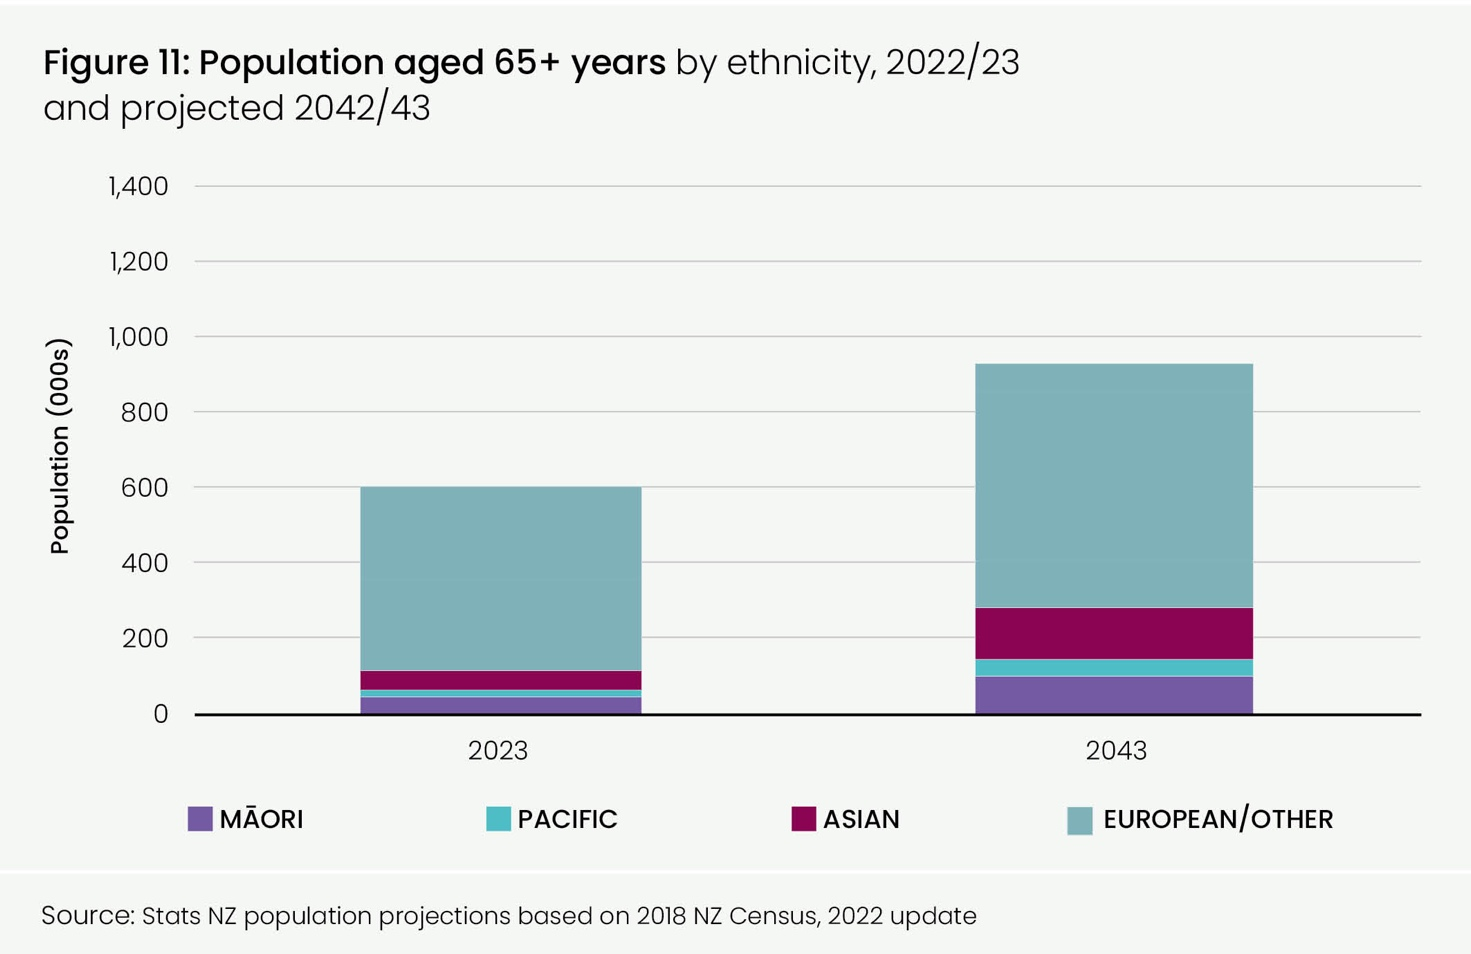 Figure 11: Population aged 65+ years by ethnicity, 2022/23
and projected 2042/43
Population (000s)
1,400
1,200
1,000
800
600
400
200
0
2023
2043
MĀORI
PACIFIC
ASIAN
EUROPEAN/OTHER
Source: Stats NZ population projections based on 2018 NZ Census, 2022 update